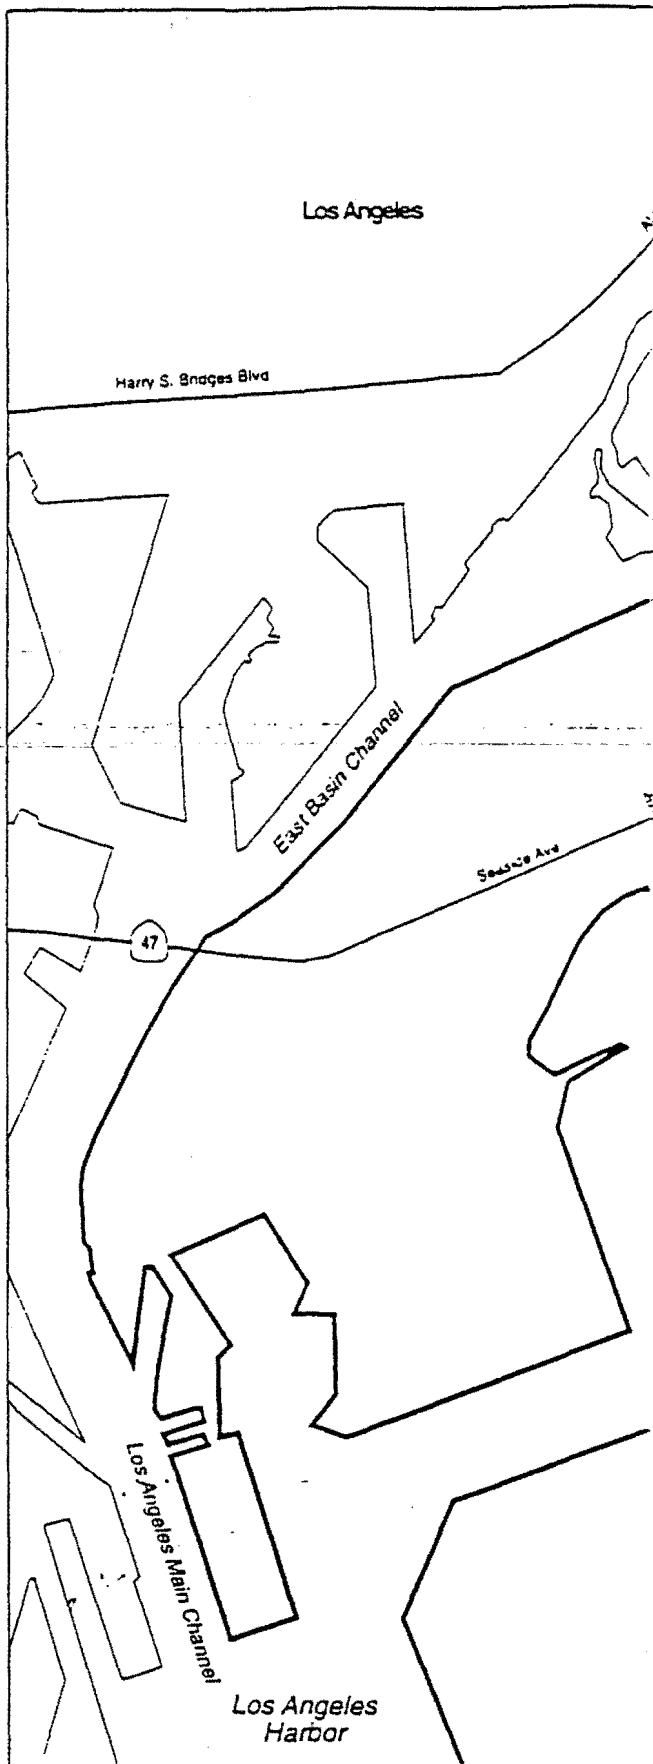 Los Angeles
Harry S. Bridges Blvd
East Basin Channel
Seaside Ave
47
Los Angeles Main Channel
Los Angeles
Harbor